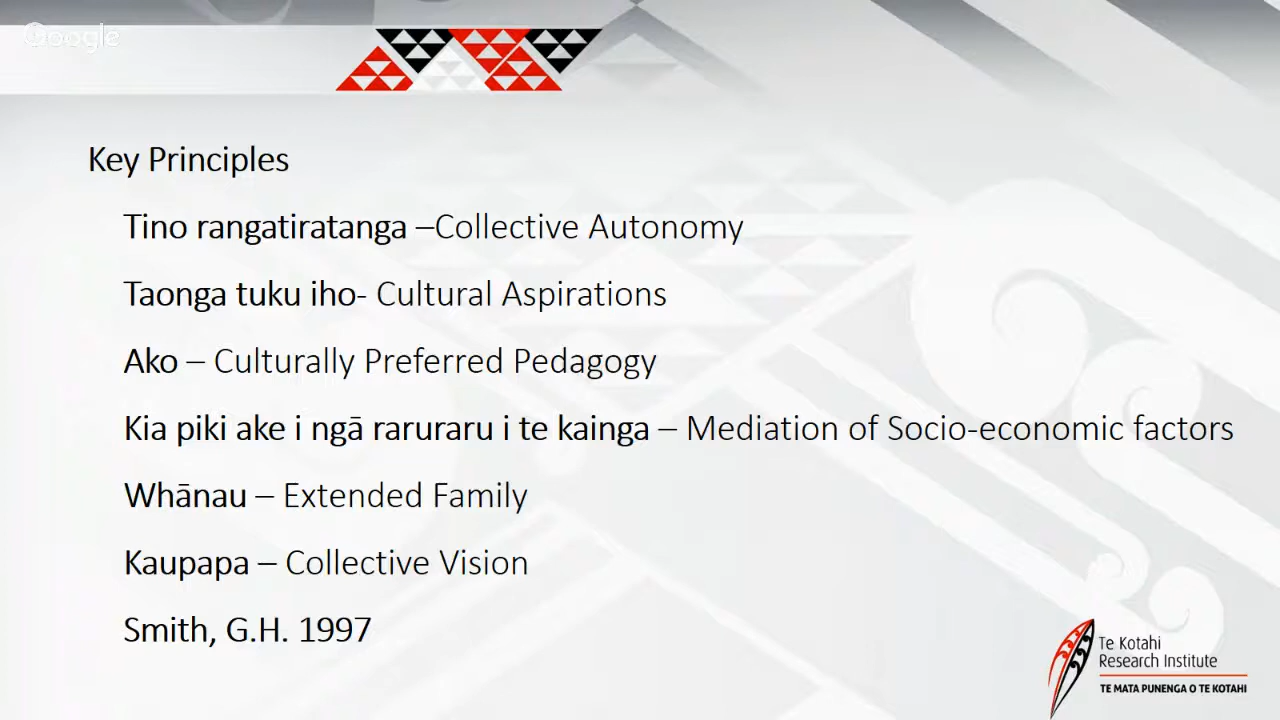 Google
Key Principles
Tino rangatiratanga –Collective Autonomy
Taonga tuku iho- Cultural Aspirations
Ako – Culturally Preferred Pedagogy
Kia piki ake i ngā raruraru i te kainga – Mediation of Socio-economic factors
Whānau – Extended Family
Kaupapa – Collective Vision
Smith, G.H. 1997
Te Kotahi
Research Institute
TE MATA PUNENGA O TE KOTAHI